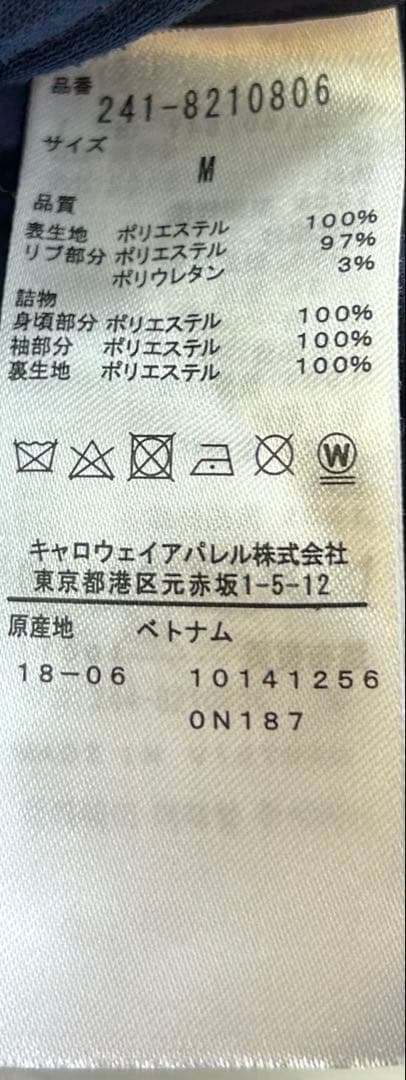 品番
241-8210806
サイズ
M
品質
表生地 ポリエステル 100%
リブ部分 ポリエステル 97%
ポリウレタン 3%
詰物
身頃部分 ポリエステル 100%
袖部分 ポリエステル 100%
裏生地 ポリエステル 100%
W
キャロウェイアパレル株式会社
東京都港区元赤坂1-5-12
原産地 ベトナム
18-06 10141256
0N187